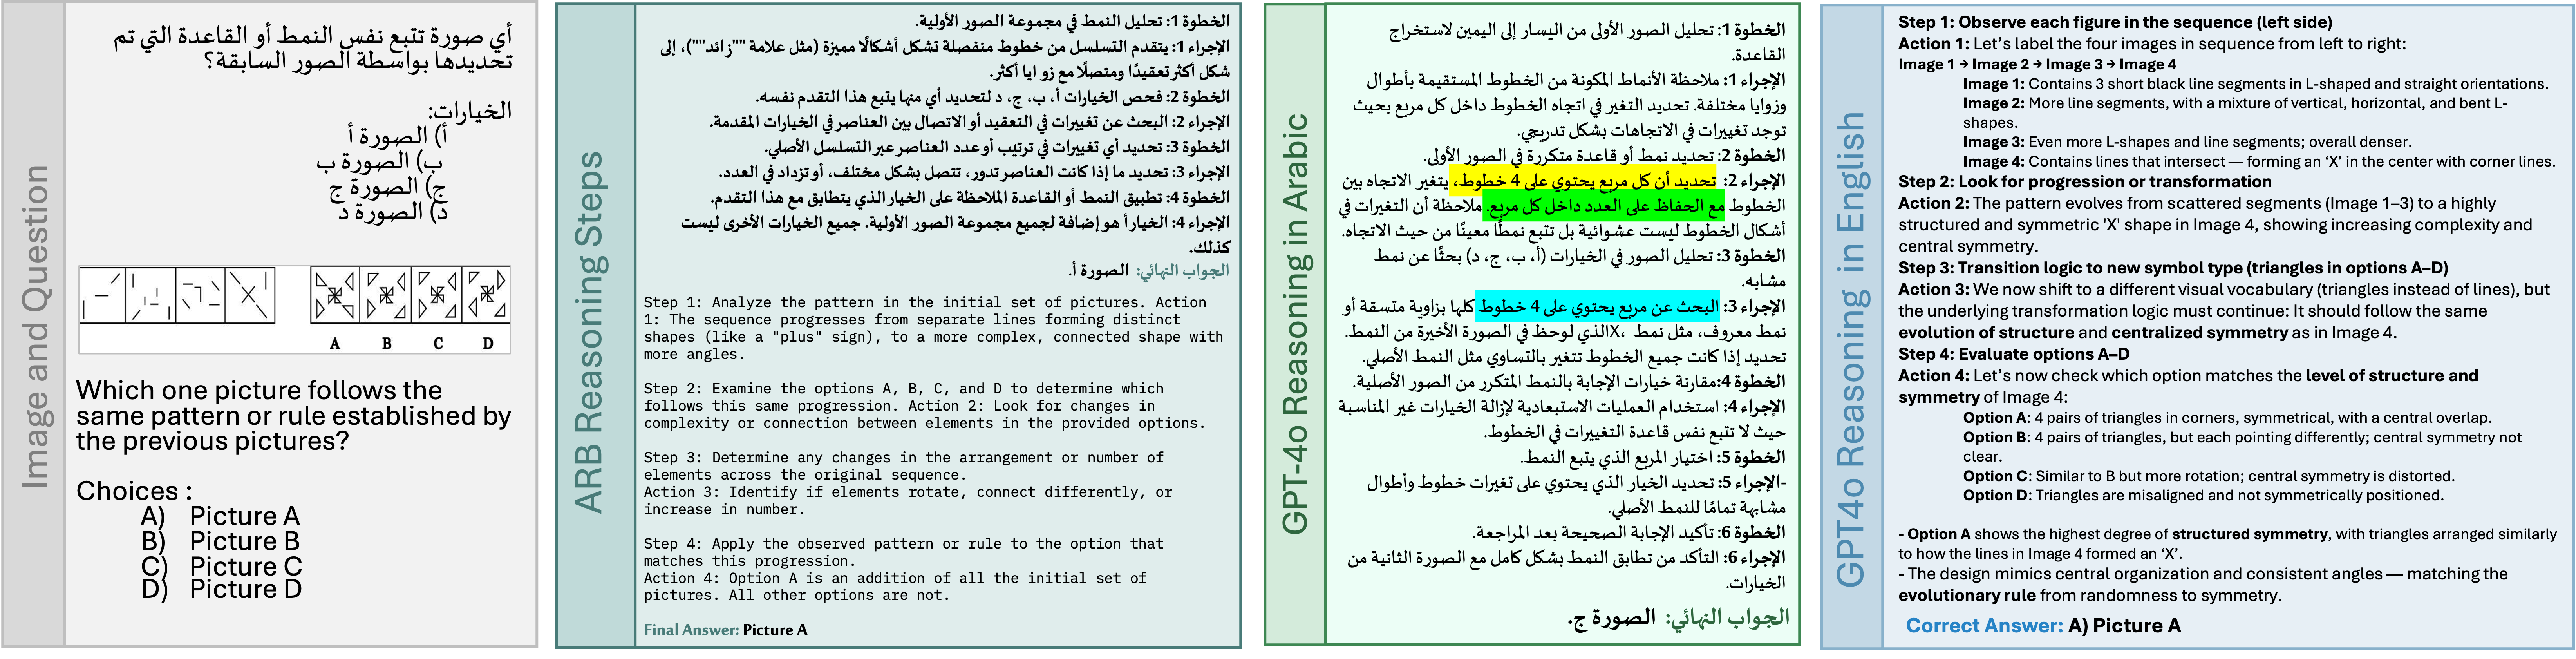 Image and Question
أي صورة تتبع نفس النمط أو القاعدة التي تم
تحديدها بواسطة الصور السابقة؟
الخيارات:
أ) الصورة أ
ب) الصورة ب
ج) الصورة ج
د) الصورة د
A B C D
Which one picture follows the
same pattern or rule established by
the previous pictures?
Choices :
A) Picture A
B) Picture B
C) Picture C
D) Picture D
ARB Reasoning Steps
الخطوة 1: تحليل النمط في مجموعة الصور الأولية.
الإجراء 1: يتقدم التسلسل من خطوط منفصلة تشكل أشكالًا مميزة (مثل علامة ""زائد"")، إلى
شكل أكثر تعقيدًا ومتصلًا مع زو ايا أكثر.
الخطوة 2: فحص الخيارات أ، ب، ج، د لتحديد أي منها يتبع هذا التقدم نفسه.
الإجراء 2: البحث عن تغييرات في التعقيد أو الاتصال بين العناصر في الخيارات المقدمة.
الخطوة 3: تحديد أي تغييرات في ترتيب أو عدد العناصر عبر التسلسل الأصلي.
الإجراء 3: تحديد ما إذا كانت العناصر تدور، تتصل بشكل مختلف، أو تزداد في العدد.
الخطوة 4: تطبيق النمط أو القاعدة الملاحظة على الخيار الذي يتطابق مع هذا التقدم.
الإجراء 4: الخيار أ هو إضافة لجميع مجموعة الصور الأولية. جميع الخيارات الأخرى ليست
كذلك.
الجواب النهائي: الصورة أ.
Step 1: Analyze the pattern in the initial set of pictures. Action
1: The sequence progresses from separate lines forming distinct
shapes (like a "plus" sign), to a more complex, connected shape with
more angles.
Step 2: Examine the options A, B, C, and D to determine which
follows this same progression. Action 2: Look for changes in
complexity or connection between elements in the provided options.
Step 3: Determine any changes in the arrangement or number of
elements across the original sequence.
Action 3: Identify if elements rotate, connect differently, or
increase in number.
Step 4: Apply the observed pattern or rule to the option that
matches this progression.
Action 4: Option A is an addition of all the initial set of
pictures. All other options are not.
Final Answer: Picture A
GPT-4o Reasoning in Arabic
الخطوة 1: تحليل الصور الأولى من اليسار إلى اليمين لاستخراج
القاعدة.
الإجراء 1: ملاحظة الأنماط المكونة من الخطوط المستقيمة بأطوال
وزوايا مختلفة. تحديد التغير في اتجاه الخطوط داخل كل مربع بحيث
توجد تغييرات في الاتجاهات بشكل تدريجي.
الخطوة 2: تحديد نمط أو قاعدة متكررة في الصور الأولى.
الإجراء 2: تحديد أن كل مربع يحتوي على 4 خطوط، يتغير الاتجاه بين
الخطوط مع الحفاظ على العدد داخل كل مربع. ملاحظة أن التغيرات في
أشكال الخطوط ليست عشوائية بل تتبع نمطًا معينًا من حيث الاتجاه.
الخطوة 3: تحليل الصور في الخيارات (أ، ب، ج، د) بحثًا عن نمط
مشابه.
الإجراء 3: البحث عن مربع يحتوي على 4 خطوط كلها بزاوية متسقة أو
نمط معروف، مثل نمط X، الذي لوحظ في الصورة الأخيرة من النمط.
تحديد إذا كانت جميع الخطوط تتغير بالتساوي مثل النمط الأصلي.
الخطوة 4:مقارنة خيارات الإجابة بالنمط المتكرر من الصور الأصلية.
الإجراء 4: استخدام العمليات الاستبعادية لإزالة الخيارات غير المناسبة
حيث لا تتبع نفس قاعدة التغييرات في الخطوط.
الخطوة 5: اختيار المربع الذي يتبع النمط.
-الإجراء 5: تحديد الخيار الذي يحتوي على تغيرات خطوط وأطوال
مشابهة تمامًا للنمط الأصلي.
الخطوة 6: تأكيد الإجابة الصحيحة بعد المراجعة.
الإجراء 6: التأكد من تطابق النمط بشكل كامل مع الصورة الثانية من
الخيارات.
الجواب النهائي: الصورة ج.
GPT4o Reasoning in English
Step 1: Observe each figure in the sequence (left side)
Action 1: Let’s label the four images in sequence from left to right:
Image 1 → Image 2 → Image 3 → Image 4
Image 1: Contains 3 short black line segments in L-shaped and straight orientations.
Image 2: More line segments, with a mixture of vertical, horizontal, and bent L-
shapes.
Image 3: Even more L-shapes and line segments; overall denser.
Image 4: Contains lines that intersect — forming an ‘X’ in the center with corner lines.
Step 2: Look for progression or transformation
Action 2: The pattern evolves from scattered segments (Image 1–3) to a highly
structured and symmetric 'X' shape in Image 4, showing increasing complexity and
central symmetry.
Step 3: Transition logic to new symbol type (triangles in options A–D)
Action 3: We now shift to a different visual vocabulary (triangles instead of lines), but
the underlying transformation logic must continue: It should follow the same
evolution of structure and centralized symmetry as in Image 4.
Step 4: Evaluate options A–D
Action 4: Let’s now check which option matches the level of structure and
symmetry of Image 4:
Option A: 4 pairs of triangles in corners, symmetrical, with a central overlap.
Option B: 4 pairs of triangles, but each pointing differently; central symmetry not
clear.
Option C: Similar to B but more rotation; central symmetry is distorted.
Option D: Triangles are misaligned and not symmetrically positioned.
- Option A shows the highest degree of structured symmetry, with triangles arranged similarly
to how the lines in Image 4 formed an ‘X’.
- The design mimics central organization and consistent angles — matching the
evolutionary rule from randomness to symmetry.
Correct Answer: A) Picture A